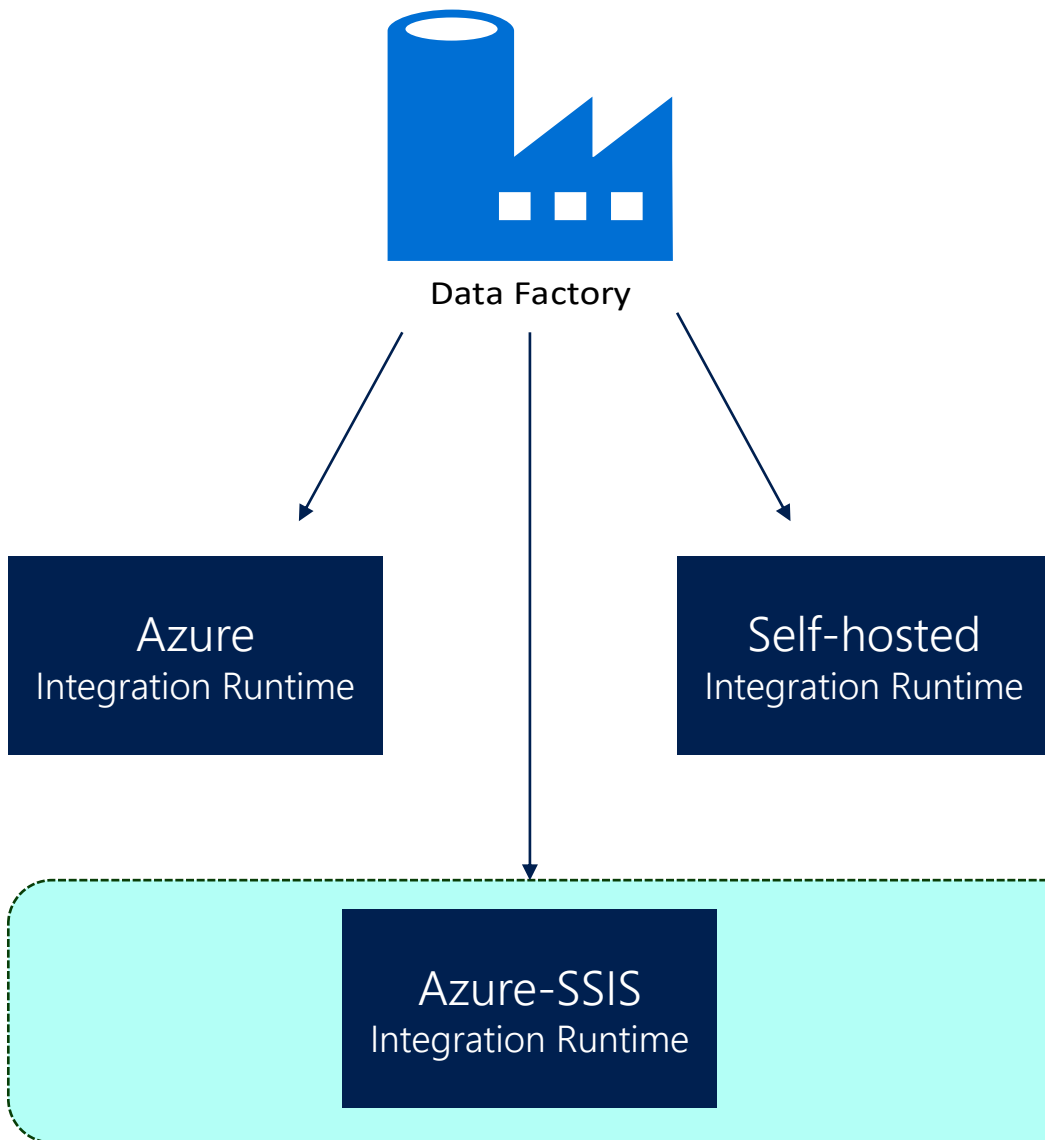 Data Factory
Azure
Integration Runtime
Self-hosted
Integration Runtime
Azure-SSIS
Integration Runtime